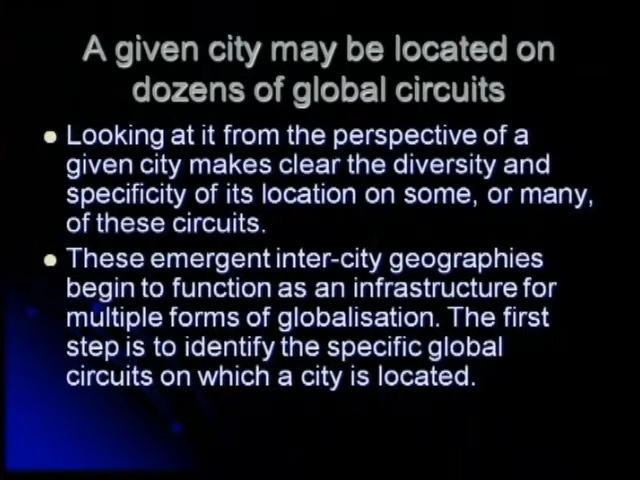 A given city may be located on
dozens of global circuits
Looking at it from the perspective of a
given city makes clear the diversity and
specificity of its location on some, or many,
of these circuits.
These emergent inter-city geographies
begin to function as an infrastructure for
multiple forms of globalisation. The first
step is to identify the specific global
circuits on which a city is located.